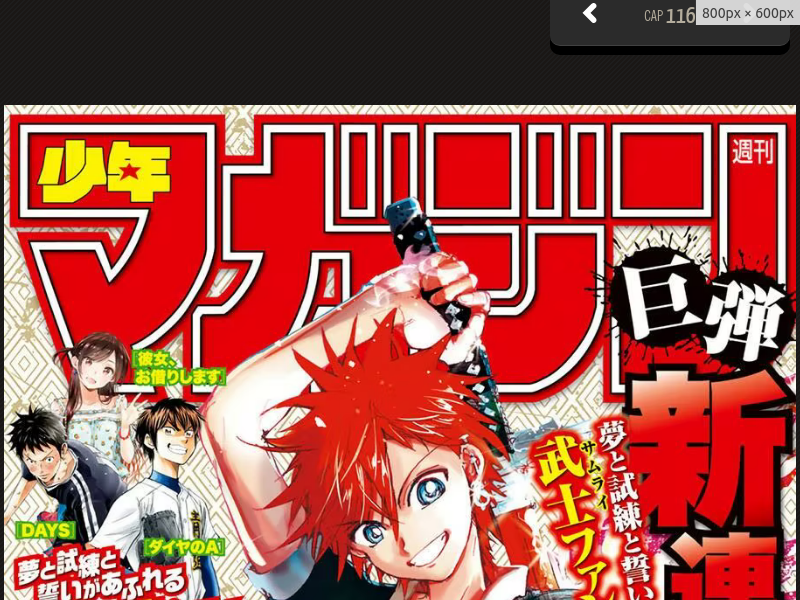 CAP 116
800px × 600px
週刊
少年
マガジン
巨弾
新連
夢と試練と誓い
サムライ
武士ファ
[彼女、
お借りします]
[DAYS]
[ダイヤのA]
夢と試練と
誓いがあふれる